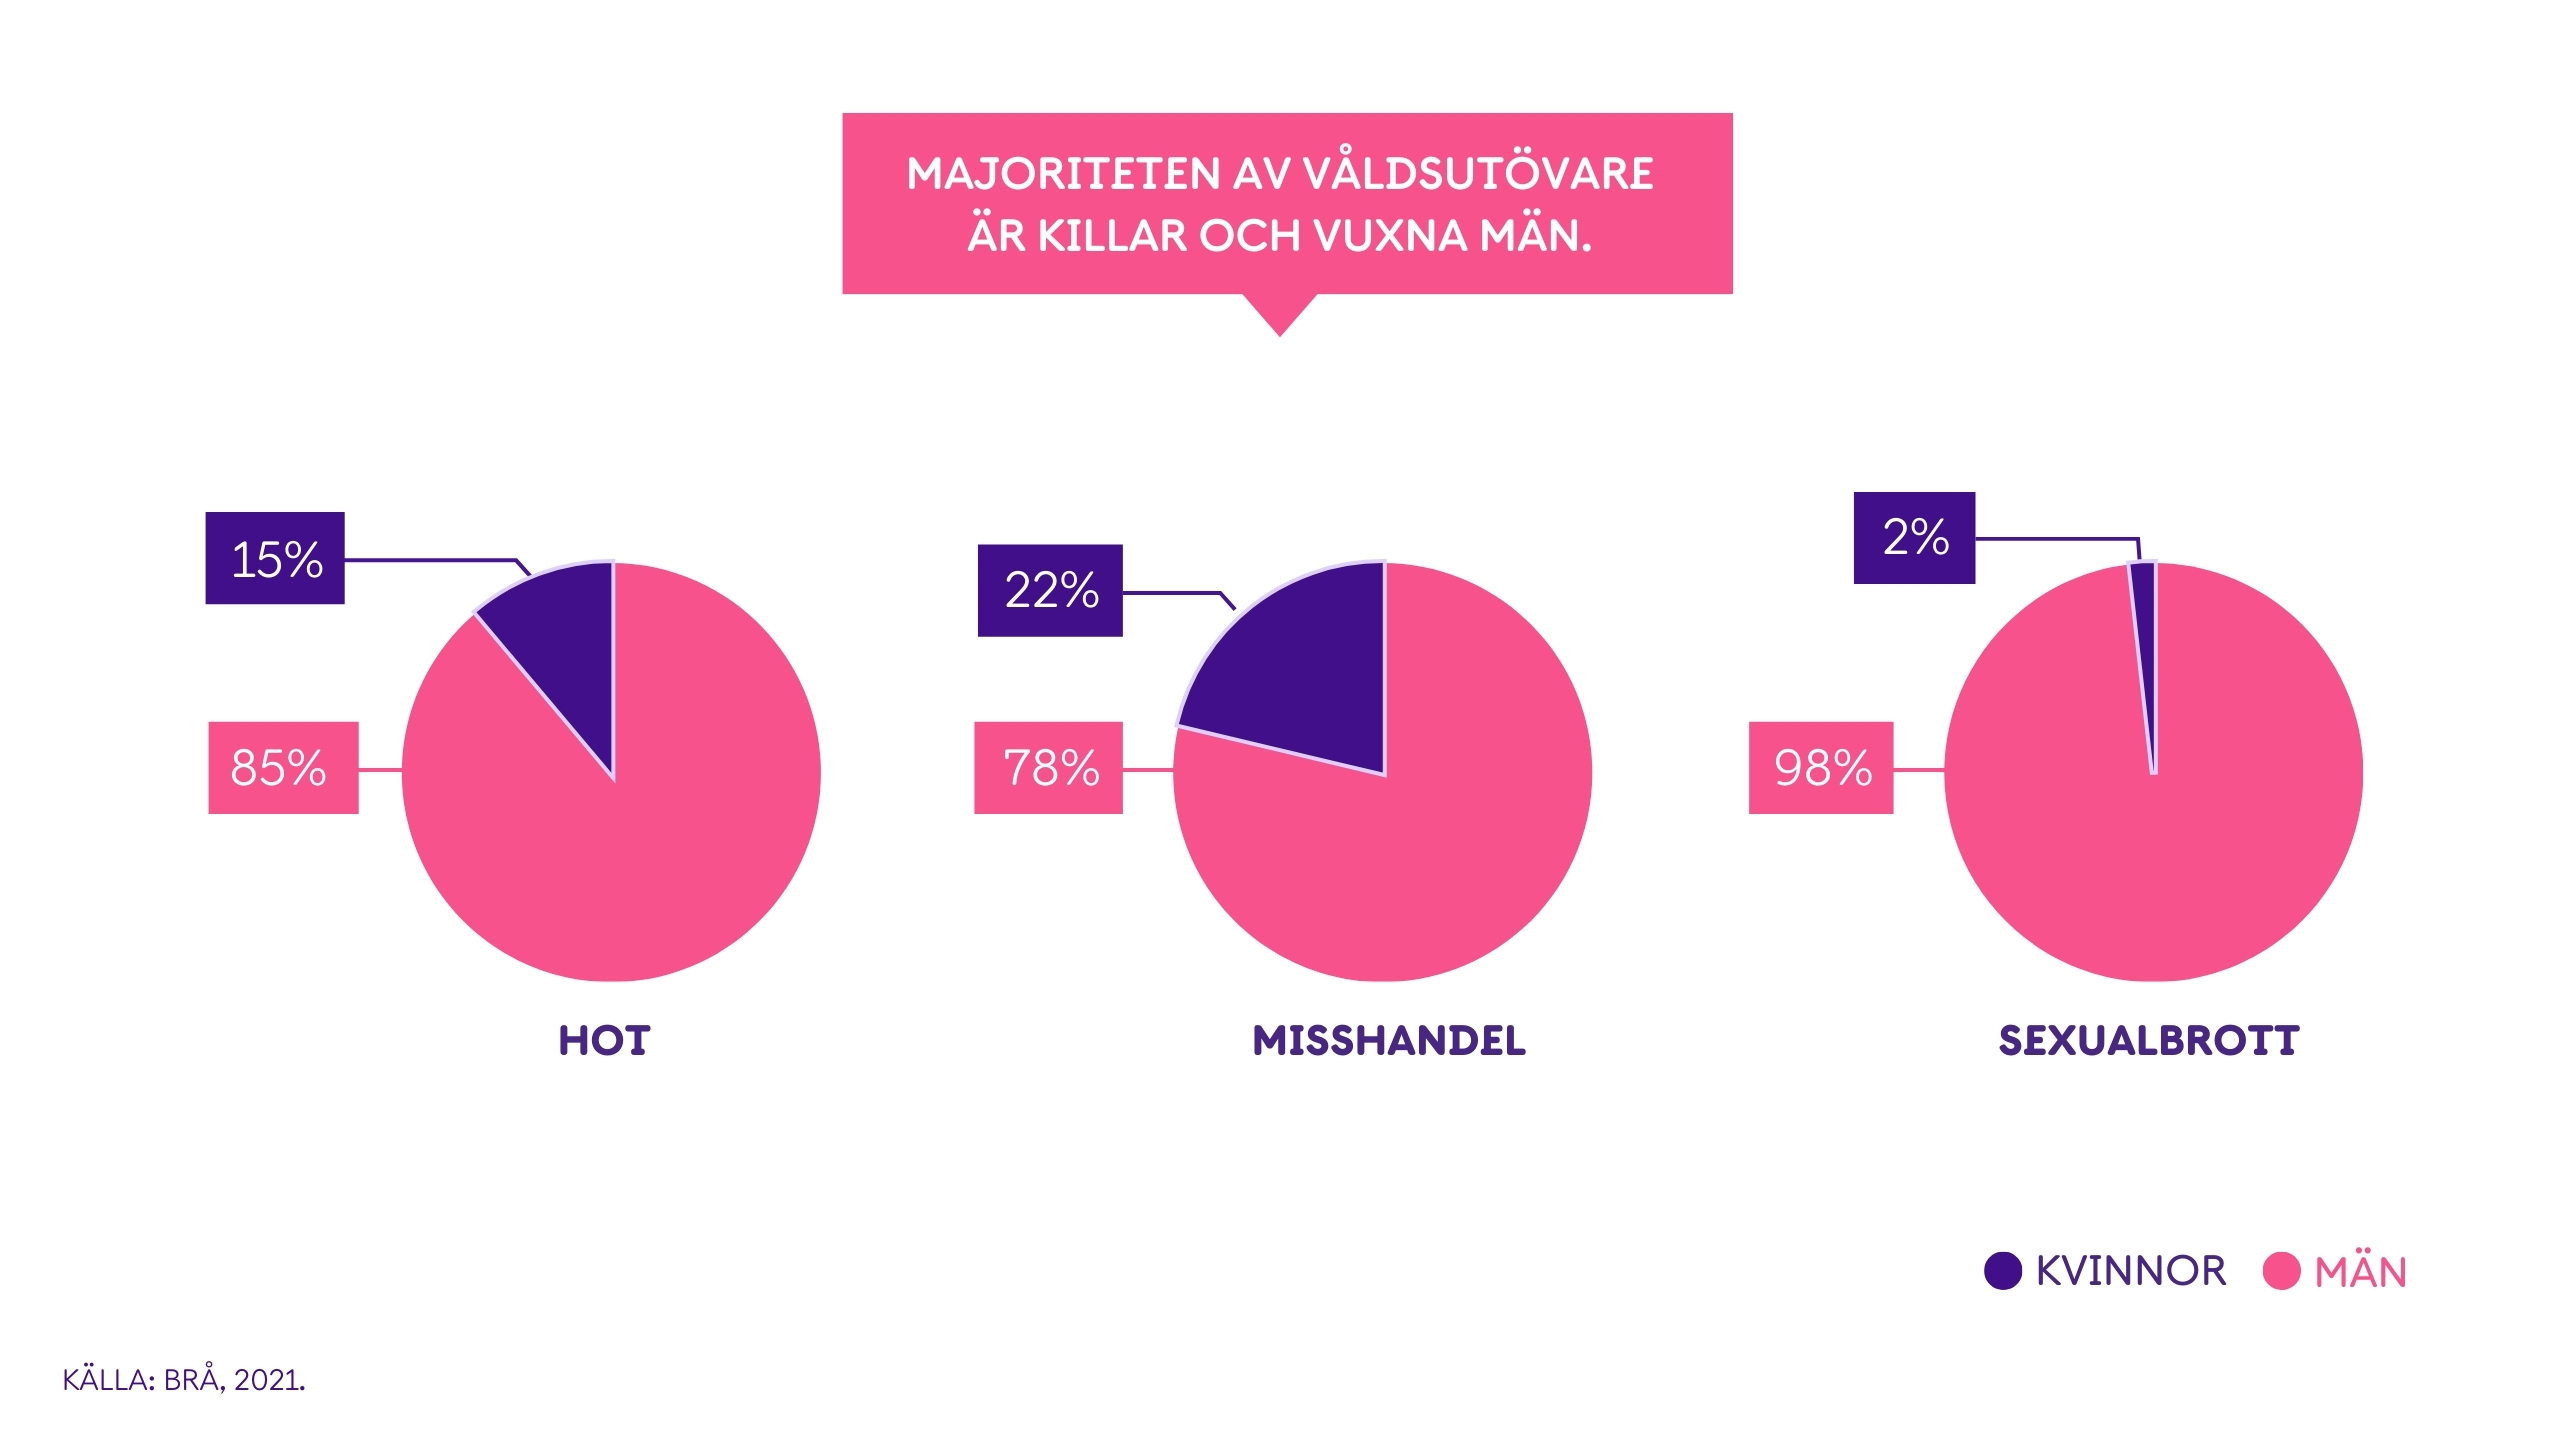 MAJORITETEN AV VÅLDSUTÖVARE
ÄR KILLAR OCH VUXNA MÄN.
15%
85%
HOT
22%
78%
MISSHANDEL
2%
98%
SEXUALBROTT
KVINNOR
MÄN
KÄLLA: BRÅ, 2021.